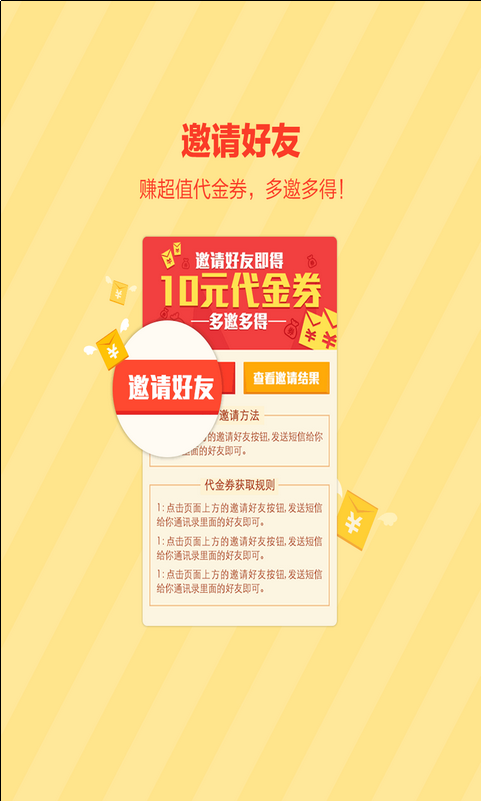 邀请好友
赚超值代金券，多邀多得！
邀请好友即得
10元代金券
多邀多得
邀请好友
查看邀请结果
邀请方法
的邀请好友按钮,发送短信给你
里面的好友即可。
代金券获取规则
1:点击页面上方的邀请好友按钮,发送短信
给你通讯录里面的好友即可。
1:点击页面上方的邀请好友按钮,发送短信
给你通讯录里面的好友即可。
1:点击页面上方的邀请好友按钮,发送短信
给你通讯录里面的好友即可。